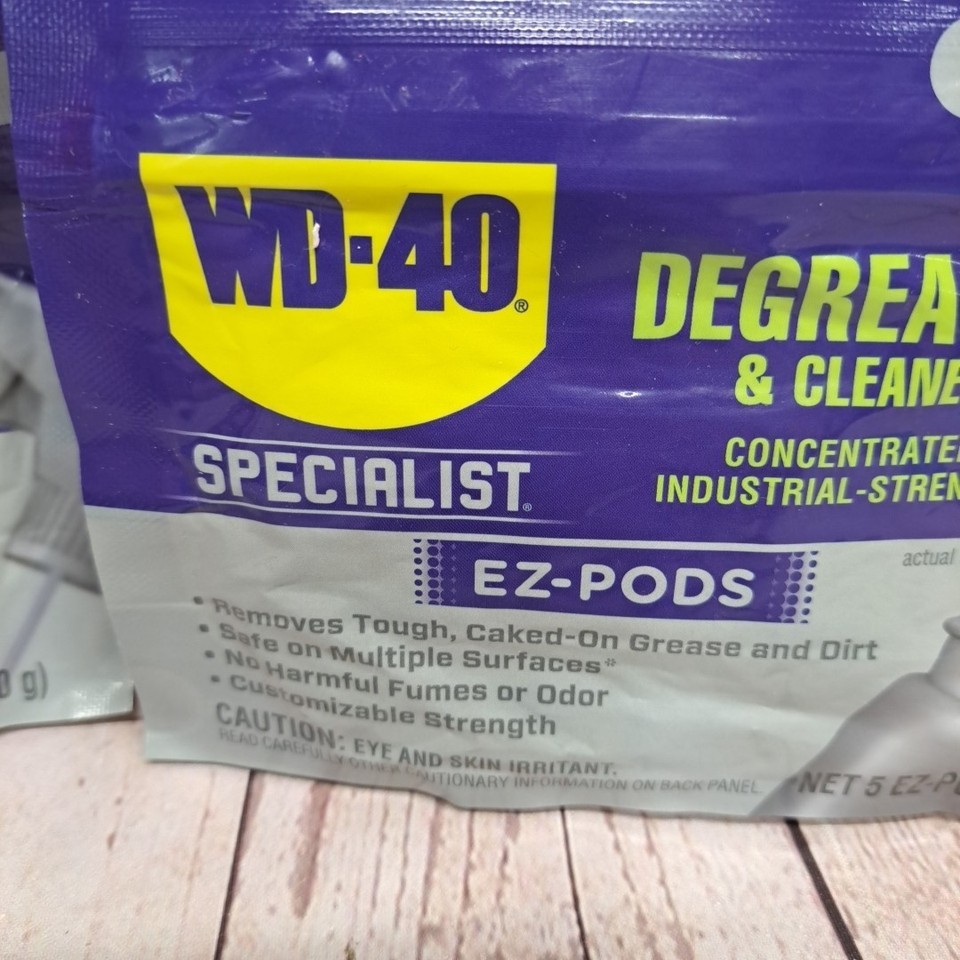 WD-40®
SPECIALIST®
DEGREA
& CLEANE
CONCENTRATE
INDUSTRIAL-STREN
EZ-PODS
actual
• Removes Tough, Caked-On Grease and Dirt
• Safe on Multiple Surfaces*
• No Harmful Fumes or Odor
• Customizable Strength
CAUTION: EYE AND SKIN IRRITANT.
READ CAREFULLY OTHER CAUTIONARY INFORMATION ON BACK PANEL.
NET 5 EZ-P
g)